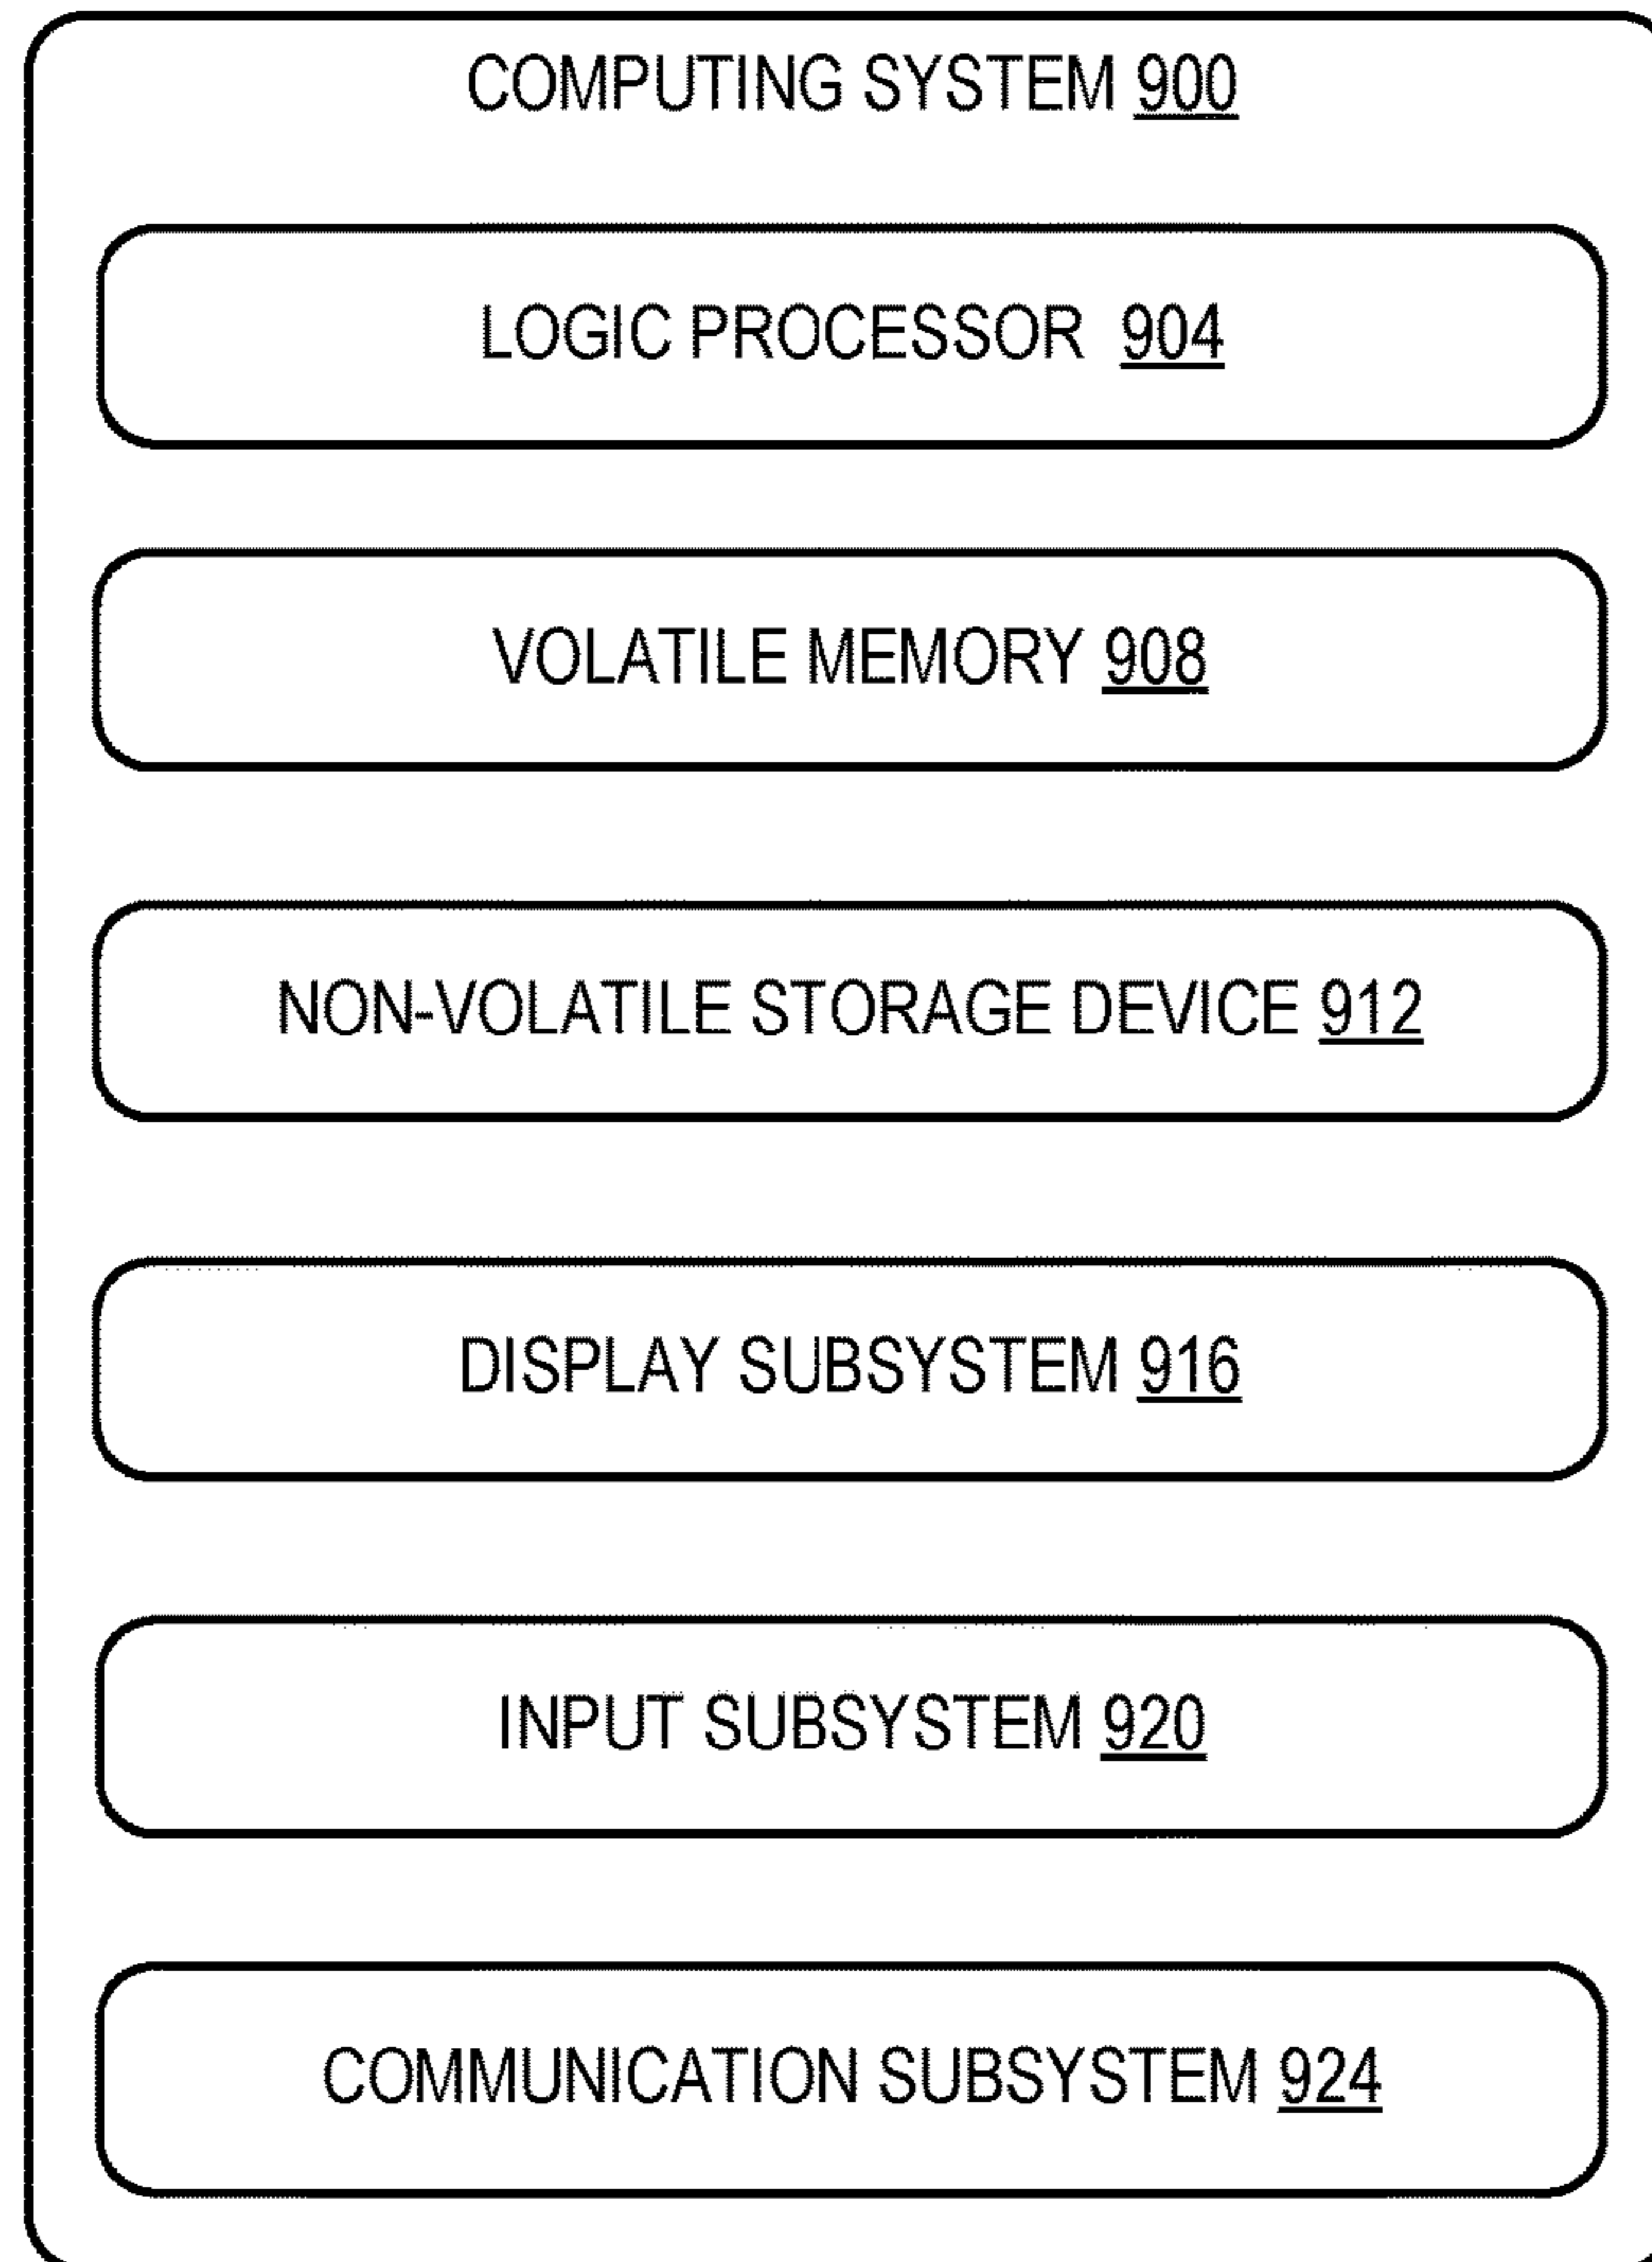 COMPUTING SYSTEM 900
LOGIC PROCESSOR 904
VOLATILE MEMORY 908
NON-VOLATILE STORAGE DEVICE 912
DISPLAY SUBSYSTEM 916
INPUT SUBSYSTEM 920
COMMUNICATION SUBSYSTEM 924